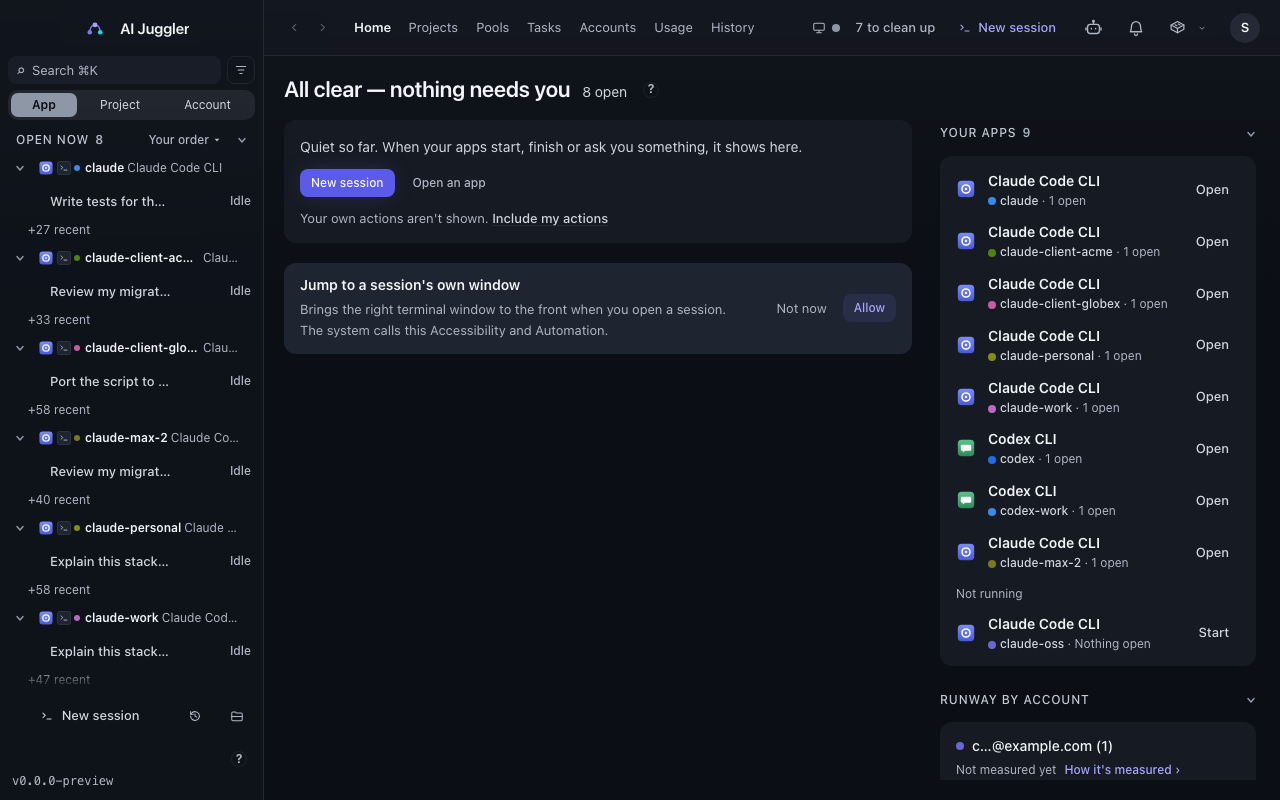 AI Juggler
Search ⌘K
App
Project
Account
OPEN NOW 8
Your order
claude Claude Code CLI
Write tests for th...
Idle
+27 recent
claude-client-ac... Clau...
Review my migrat...
Idle
+33 recent
claude-client-glo... Clau...
Port the script to ...
Idle
+58 recent
claude-max-2 Claude Co...
Review my migrat...
Idle
+40 recent
claude-personal Claude ...
Explain this stack...
Idle
+58 recent
claude-work Claude Cod...
Explain this stack...
Idle
+47 recent
New session
?
v0.0.0-preview
Home
Projects
Pools
Tasks
Accounts
Usage
History
7 to clean up
New session
S
All clear — nothing needs you
8 open
?
Quiet so far. When your apps start, finish or ask you something, it shows here.
New session
Open an app
Your own actions aren't shown. Include my actions
Jump to a session's own window
Brings the right terminal window to the front when you open a session.
The system calls this Accessibility and Automation.
Not now
Allow
YOUR APPS 9
Claude Code CLI
claude · 1 open
Open
Claude Code CLI
claude-client-acme · 1 open
Open
Claude Code CLI
claude-client-globex · 1 open
Open
Claude Code CLI
claude-personal · 1 open
Open
Claude Code CLI
claude-work · 1 open
Open
Codex CLI
codex · 1 open
Open
Codex CLI
codex-work · 1 open
Open
Claude Code CLI
claude-max-2 · 1 open
Open
Not running
Claude Code CLI
claude-oss · Nothing open
Start
RUNWAY BY ACCOUNT
c...@example.com (1)
Not measured yet How it's measured ›